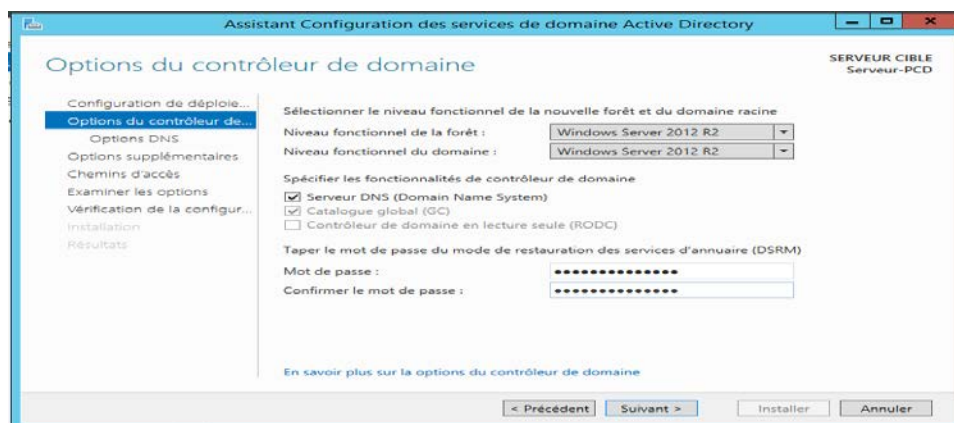 Assistant Configuration des services de domaine Active Directory
Options du contrôleur de domaine
SERVEUR CIBLE
Serveur-PCD
Configuration de déploie...
Options du contrôleur de...
Options DNS
Options supplémentaires
Chemins d'accès
Examiner les options
Vérification de la configur...
Installation
Résultats
Sélectionner le niveau fonctionnel de la nouvelle forêt et du domaine racine
Niveau fonctionnel de la forêt :
Windows Server 2012 R2
Niveau fonctionnel du domaine :
Windows Server 2012 R2
Spécifier les fonctionnalités de contrôleur de domaine
Serveur DNS (Domain Name System)
Catalogue global (GC)
Contrôleur de domaine en lecture seule (RODC)
Taper le mot de passe du mode de restauration des services d'annuaire (DSRM)
Mot de passe :
••••••••••••••
Confirmer le mot de passe :
••••••••••••••
En savoir plus sur la options du contrôleur de domaine
< Précédent
Suivant >
Installer
Annuler